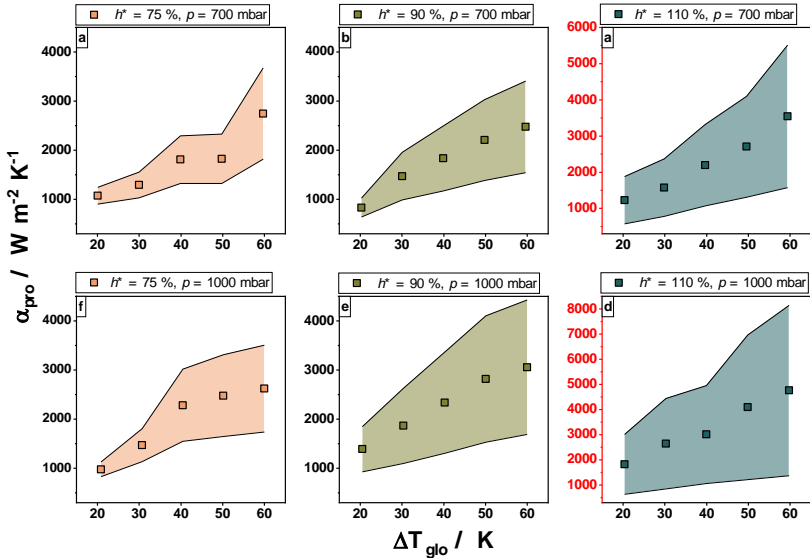 h* = 75 %, p = 700 mbar
h* = 90 %, p = 700 mbar
h* = 110 %, p = 700 mbar
a
b
a
4000
3000
2000
1000
20 30 40 50 60
4000
3000
2000
1000
20 30 40 50 60
6000
5000
4000
3000
2000
1000
20 30 40 50 60
α_pro / W m⁻² K⁻¹
h* = 75 %, p = 1000 mbar
h* = 90 %, p = 1000 mbar
h* = 110 %, p = 1000 mbar
f
e
d
4000
3000
2000
1000
20 30 40 50 60
4000
3000
2000
1000
20 30 40 50 60
8000
7000
6000
5000
4000
3000
2000
1000
20 30 40 50 60
ΔT_glo / K